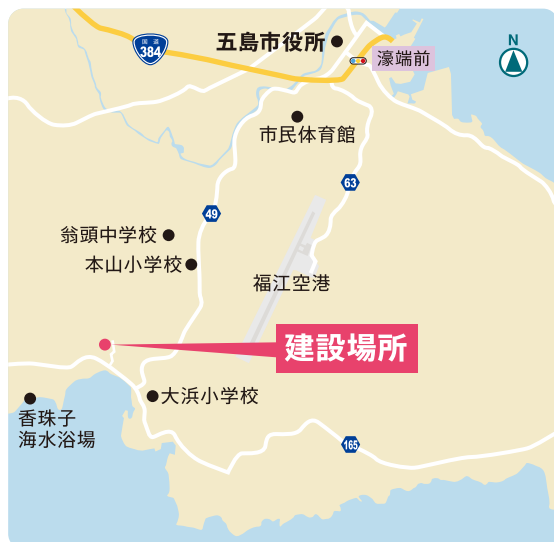 国道
384
五島市役所
N
濠端前
市民体育館
63
49
翁頭中学校
本山小学校
福江空港
建設場所
大浜小学校
香珠子
海水浴場
165